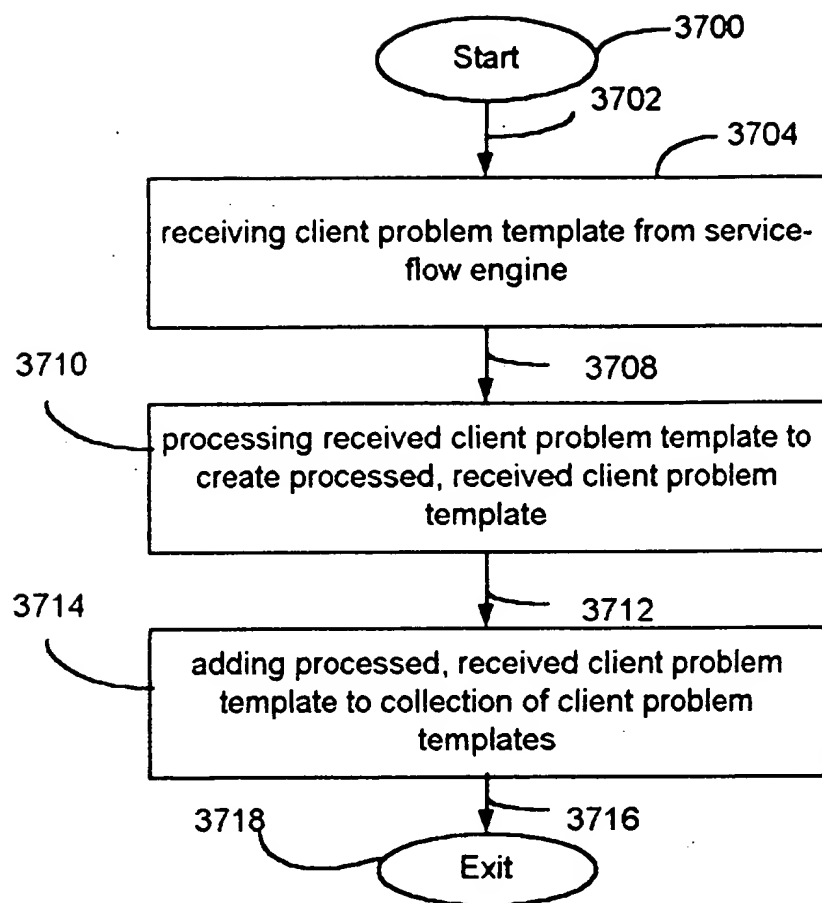 3700
Start
3702
3704
receiving client problem template from service-
flow engine
3710
3708
processing received client problem template to
create processed, received client problem
template
3714
3712
adding processed, received client problem
template to collection of client problem
templates
3718
3716
Exit